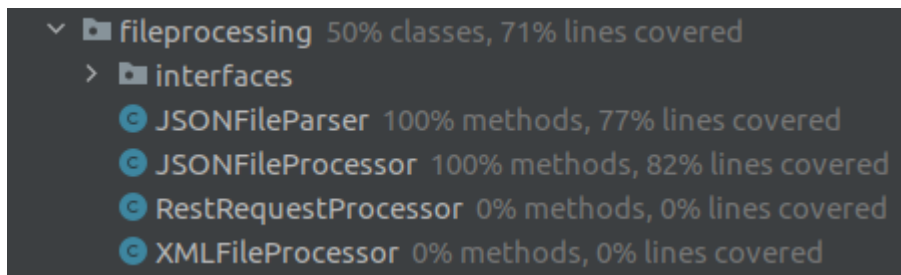 fileprocessing 50% classes, 71% lines covered
interfaces
C JSONFileParser 100% methods, 77% lines covered
C JSONFileProcessor 100% methods, 82% lines covered
C RestRequestProcessor 0% methods, 0% lines covered
C XMLFileProcessor 0% methods, 0% lines covered